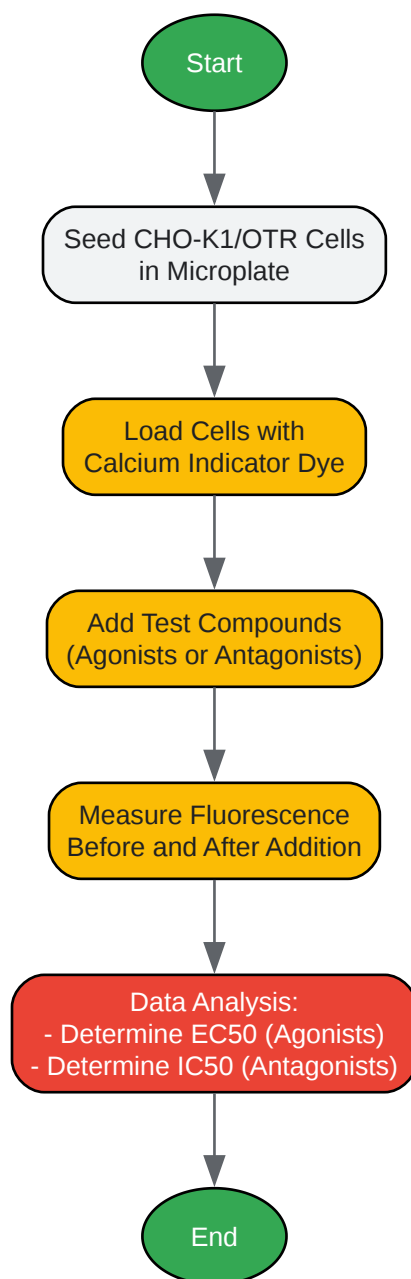 Start
Seed CHO-K1/OTR Cells
in Microplate
Load Cells with
Calcium Indicator Dye
Add Test Compounds
(Agonists or Antagonists)
Measure Fluorescence
Before and After Addition
Data Analysis:
- Determine EC50 (Agonists)
- Determine IC50 (Antagonists)
End